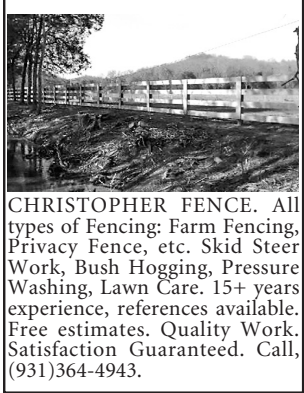 CHRISTOPHER FENCE. All
types of Fencing: Farm Fencing,
Privacy Fence, etc. Skid Steer
Work, Bush Hogging, Pressure
Washing, Lawn Care. 15+ years
experience, references available.
Free estimates. Quality Work.
Satisfaction Guaranteed. Call,
(931)364-4943.